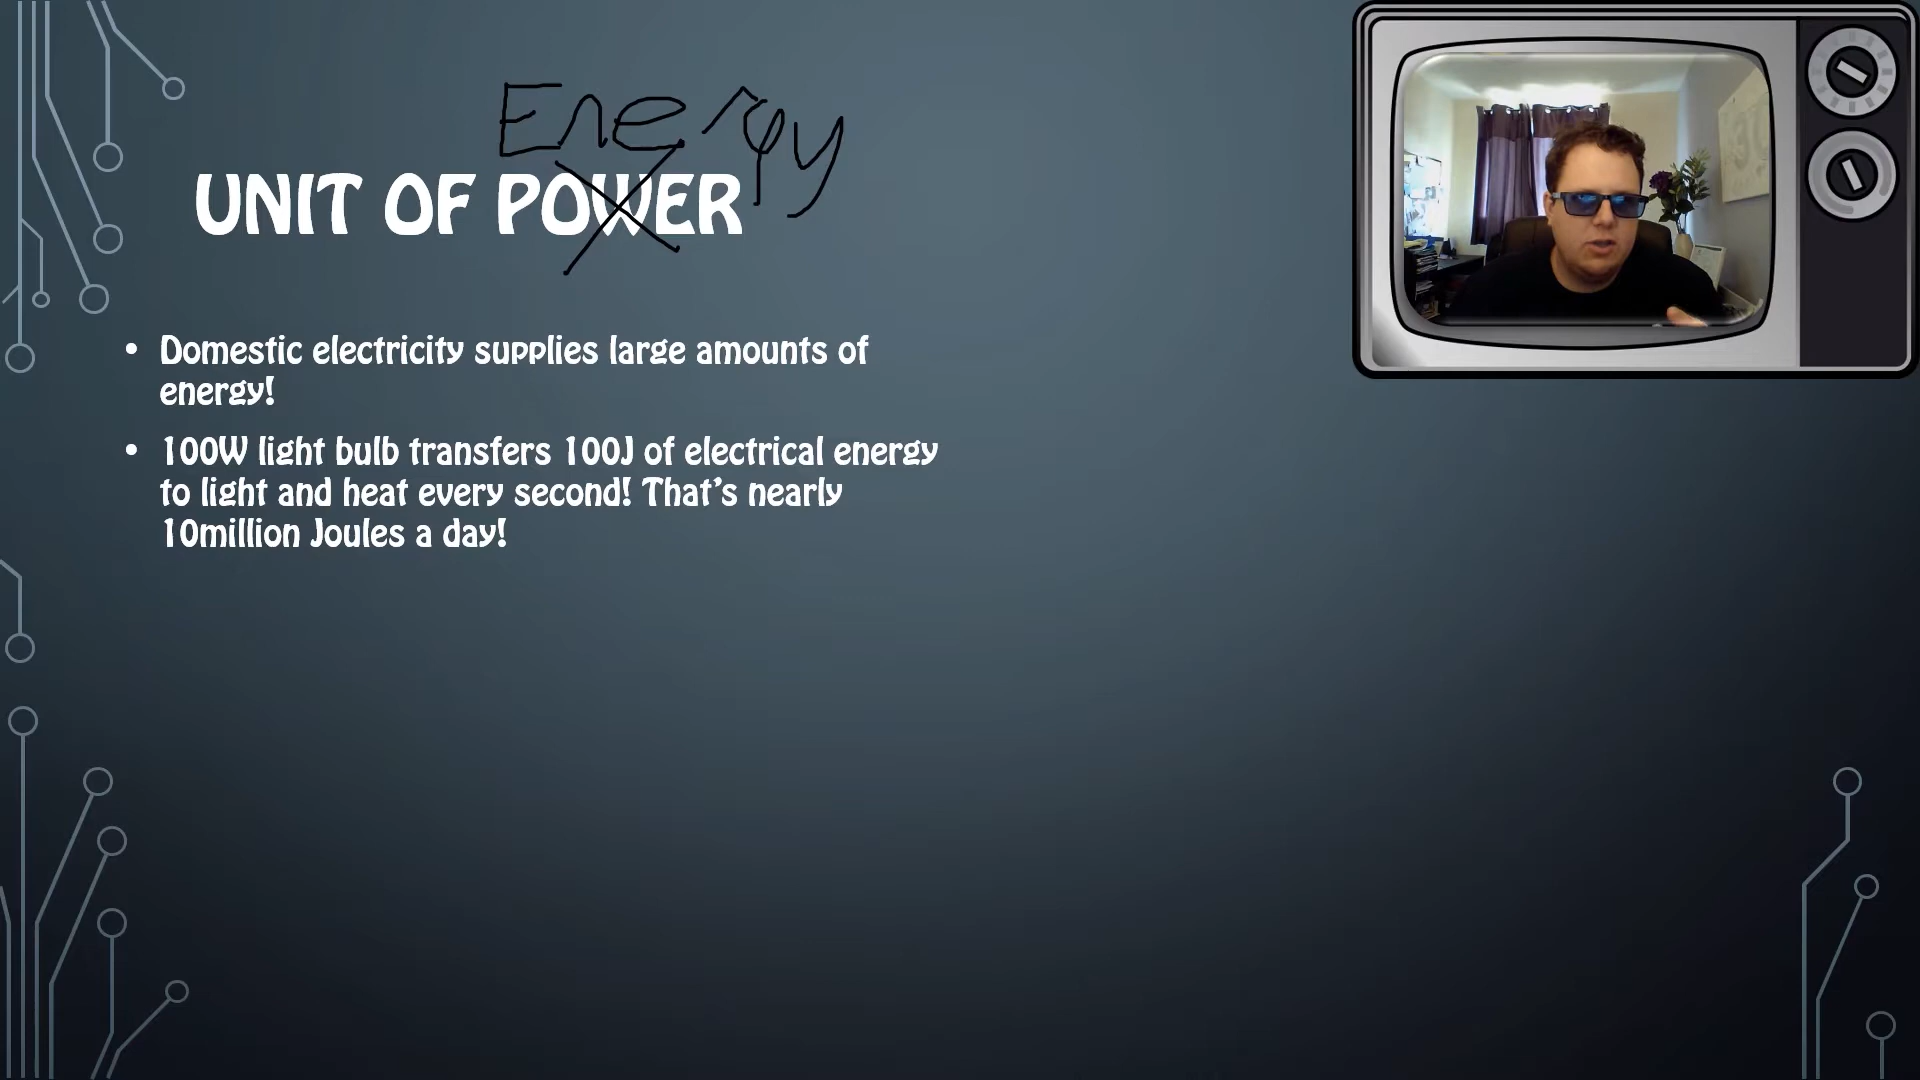 Energy
UNIT OF POWER
• Domestic electricity supplies large amounts of
energy!
• 100W light bulb transfers 100J of electrical energy
to light and heat every second! That's nearly
10million Joules a day!